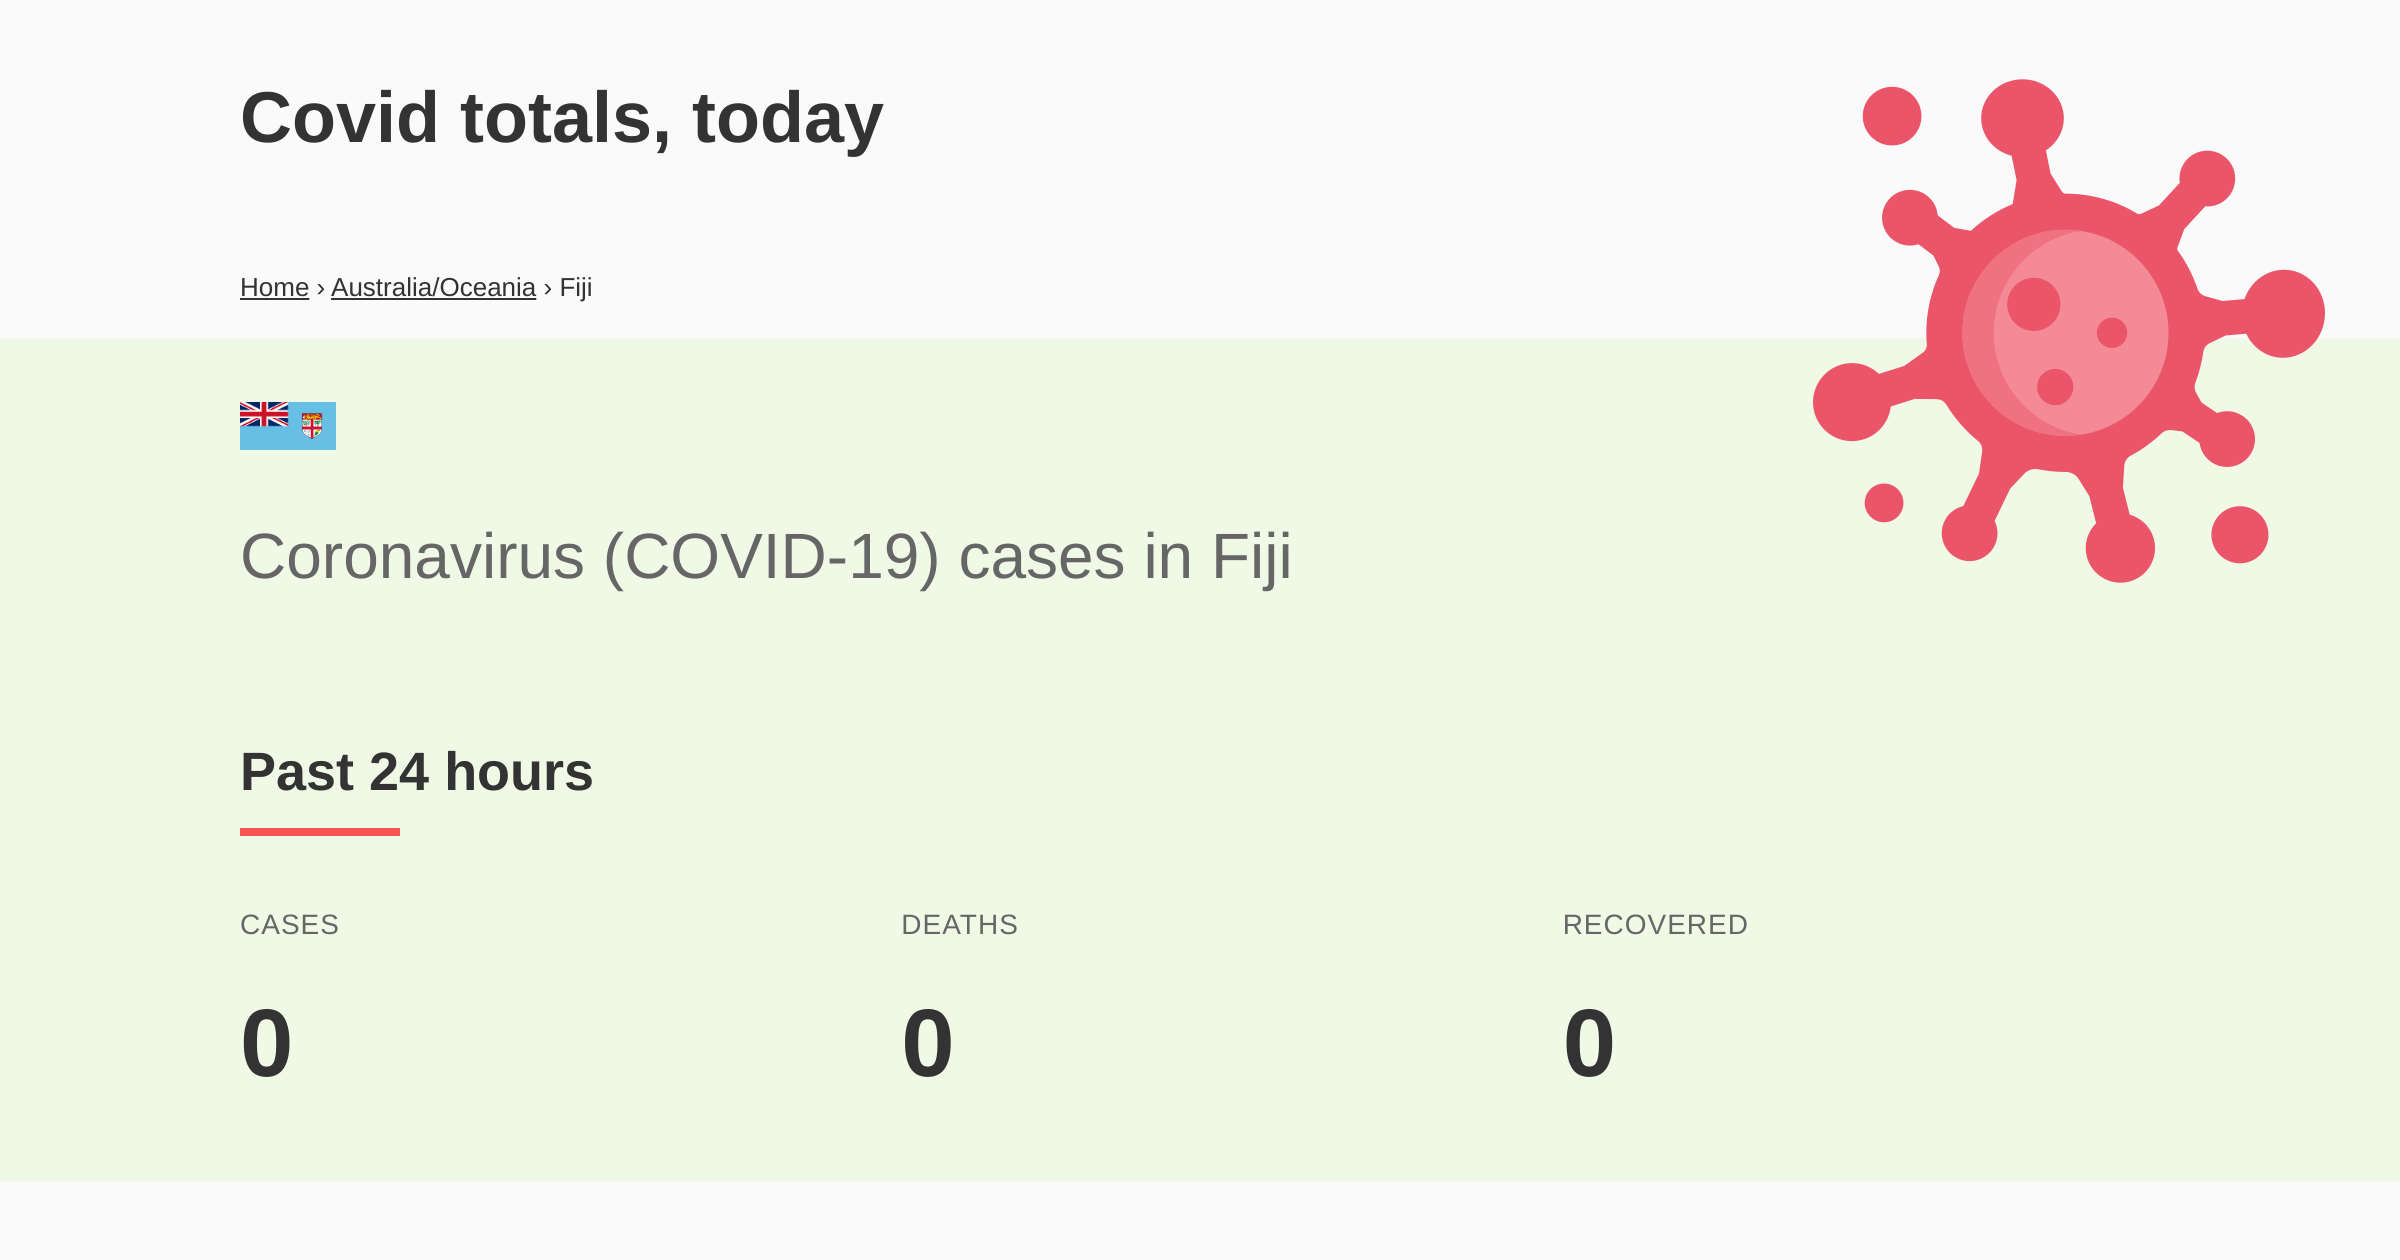 Covid totals, today
Home › Australia/Oceania › Fiji
Coronavirus (COVID-19) cases in Fiji
Past 24 hours
CASES DEATHS RECOVERED
0 0 0